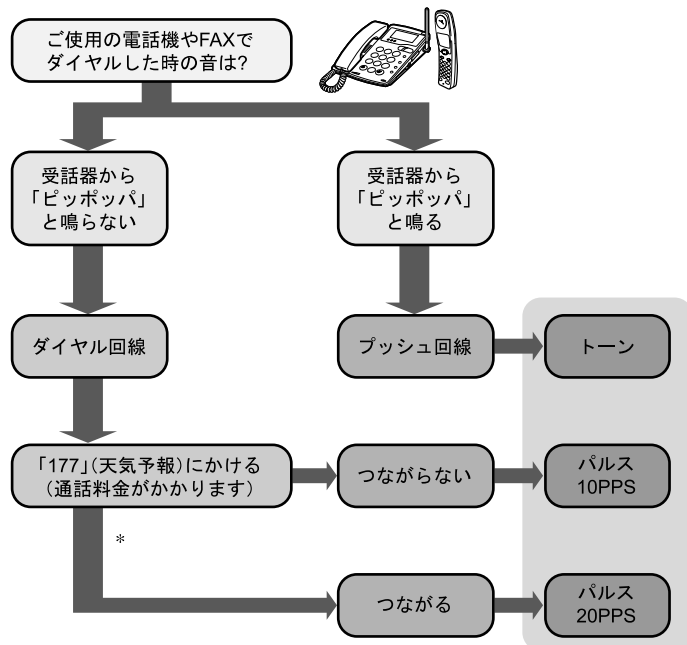 ご使用の電話機やFAXで
ダイヤルした時の音は?
受話器から
「ピッポッパ」
と鳴らない
受話器から
「ピッポッパ」
と鳴る
ダイヤル回線
プッシュ回線
トーン
「177」(天気予報)にかける
(通話料金がかかります)
つながらない
パルス
10PPS
*
つながる
パルス
20PPS